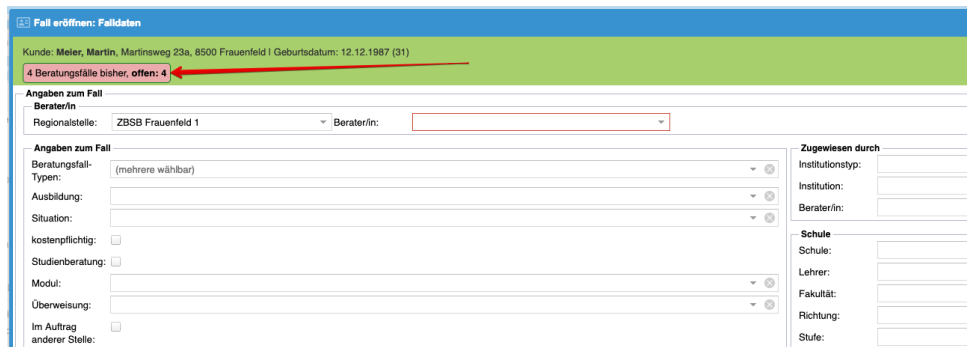 Fall eröffnen: Falldaten
Kunde: Meier, Martin, Martinsweg 23a, 8500 Frauenfeld I Geburtsdatum: 12.12.1987 (31)
4 Beratungsfälle bisher, offen: 4
Angaben zum Fall
Berater/in
Regionalstelle: ZBSB Frauenfeld 1 Berater/in:
Angaben zum Fall
Beratungsfall-
Typen: (mehrere wählbar)
Ausbildung:
Situation:
kostenpflichtig:
Studienberatung:
Modul:
Überweisung:
Im Auftrag
anderer Stelle:
Zugewiesen durch
Institutionstyp:
Institution:
Berater/in:
Schule
Schule:
Lehrer:
Fakultät:
Richtung:
Stufe: